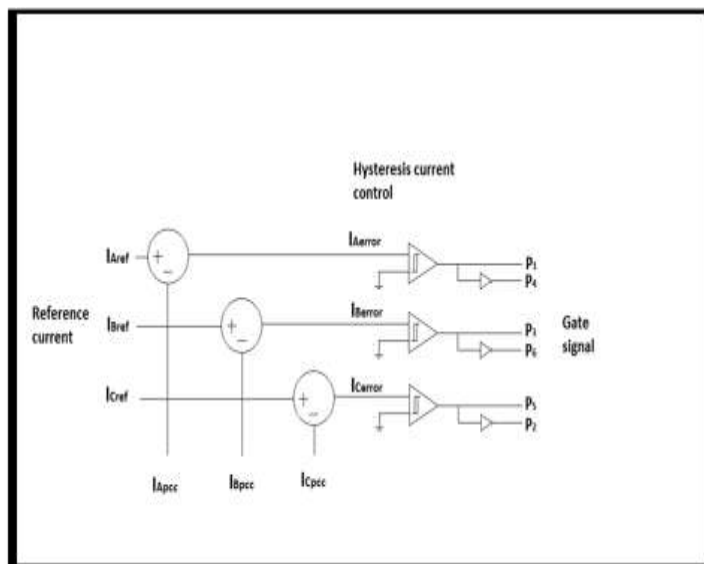 Hysteresis current
control
IAerror
IAref
P1
P4
Reference
current
IBref
IBerror
P3
P6
Gate
signal
ICref
ICerror
P5
P2
IApcc
IBpcc
ICpcc